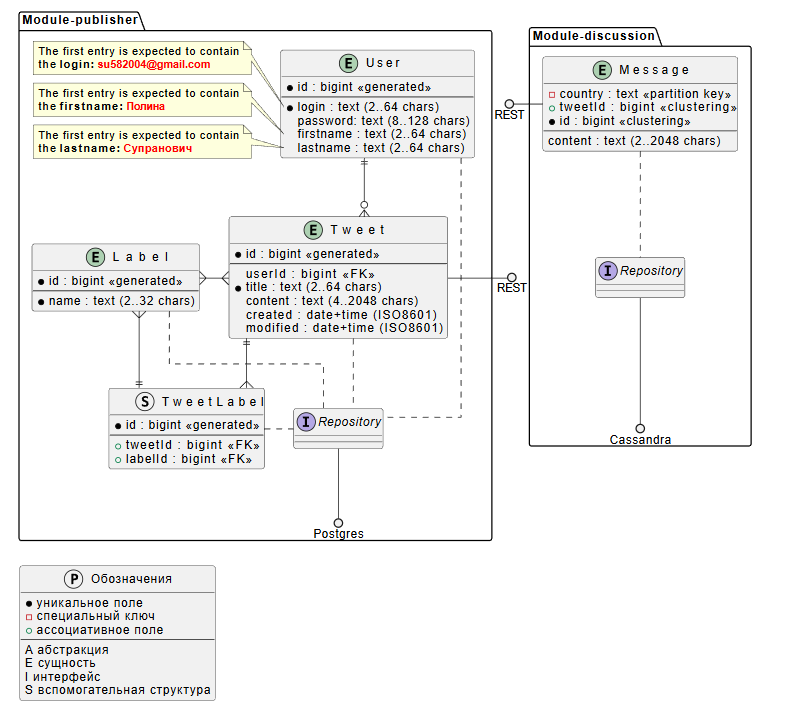 Module-publisher
The first entry is expected to contain
the login: su582004@gmail.com
The first entry is expected to contain
the firstname: Полина
The first entry is expected to contain
the lastname: Супранович
E User
id : bigint «generated»
login : text (2..64 chars)
password: text (8..128 chars)
firstname : text (2..64 chars)
lastname : text (2..64 chars)
E Tweet
id : bigint «generated»
userId : bigint «FK»
title : text (2..64 chars)
content : text (4..2048 chars)
created : date+time (ISO8601)
modified : date+time (ISO8601)
E Label
id : bigint «generated»
name : text (2..32 chars)
S TweetLabel
id : bigint «generated»
tweetId : bigint «FK»
labelId : bigint «FK»
I Repository
Postgres
REST
REST
Module-discussion
E Message
country : text «partition key»
tweetId : bigint «clustering»
id : bigint «clustering»
content : text (2..2048 chars)
I Repository
Cassandra
P Обозначения
уникальное поле
специальный ключ
ассоциативное поле
А абстракция
Е сущность
I интерфейс
S вспомогательная структура